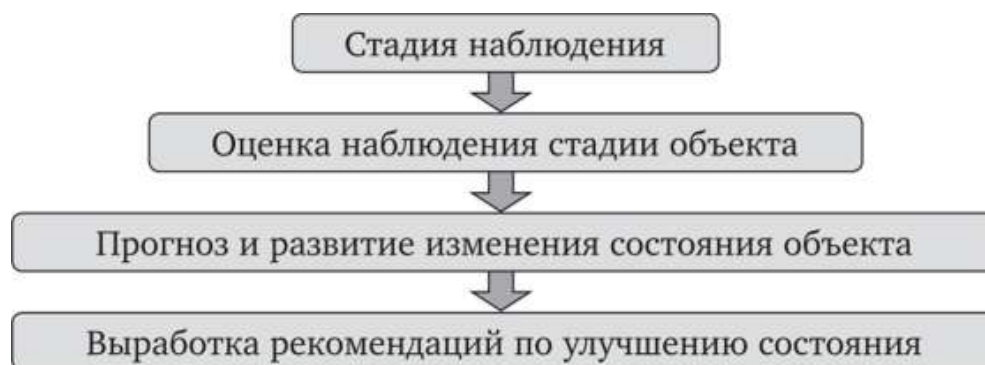 Стадия наблюдения
Оценка наблюдения стадии объекта
Прогноз и развитие изменения состояния объекта
Выработка рекомендаций по улучшению состояния